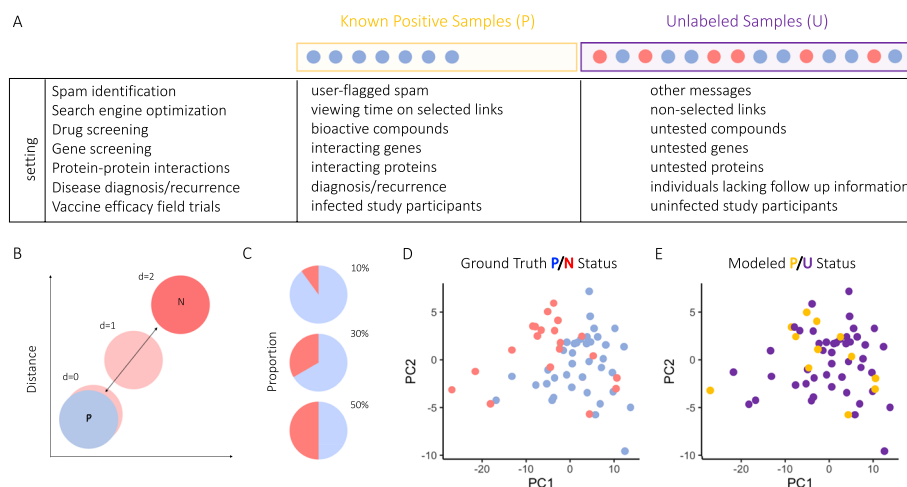 A
Known Positive Samples (P)
Unlabeled Samples (U)
setting
Spam identification
user-flagged spam
other messages
Search engine optimization
viewing time on selected links
non-selected links
Drug screening
bioactive compounds
untested compounds
Gene screening
interacting genes
untested genes
Protein-protein interactions
interacting proteins
untested proteins
Disease diagnosis/recurrence
diagnosis/recurrence
individuals lacking follow up information
Vaccine efficacy field trials
infected study participants
uninfected study participants
B
Distance
d=2
N
d=1
d=0
P
C
Proportion
10%
30%
50%
D
Ground Truth P/N Status
PC2
5
0
-5
-10
-20
-10
0
10
PC1
E
Modeled P/U Status
PC2
5
0
-5
-10
-20
-10
0
10
PC1